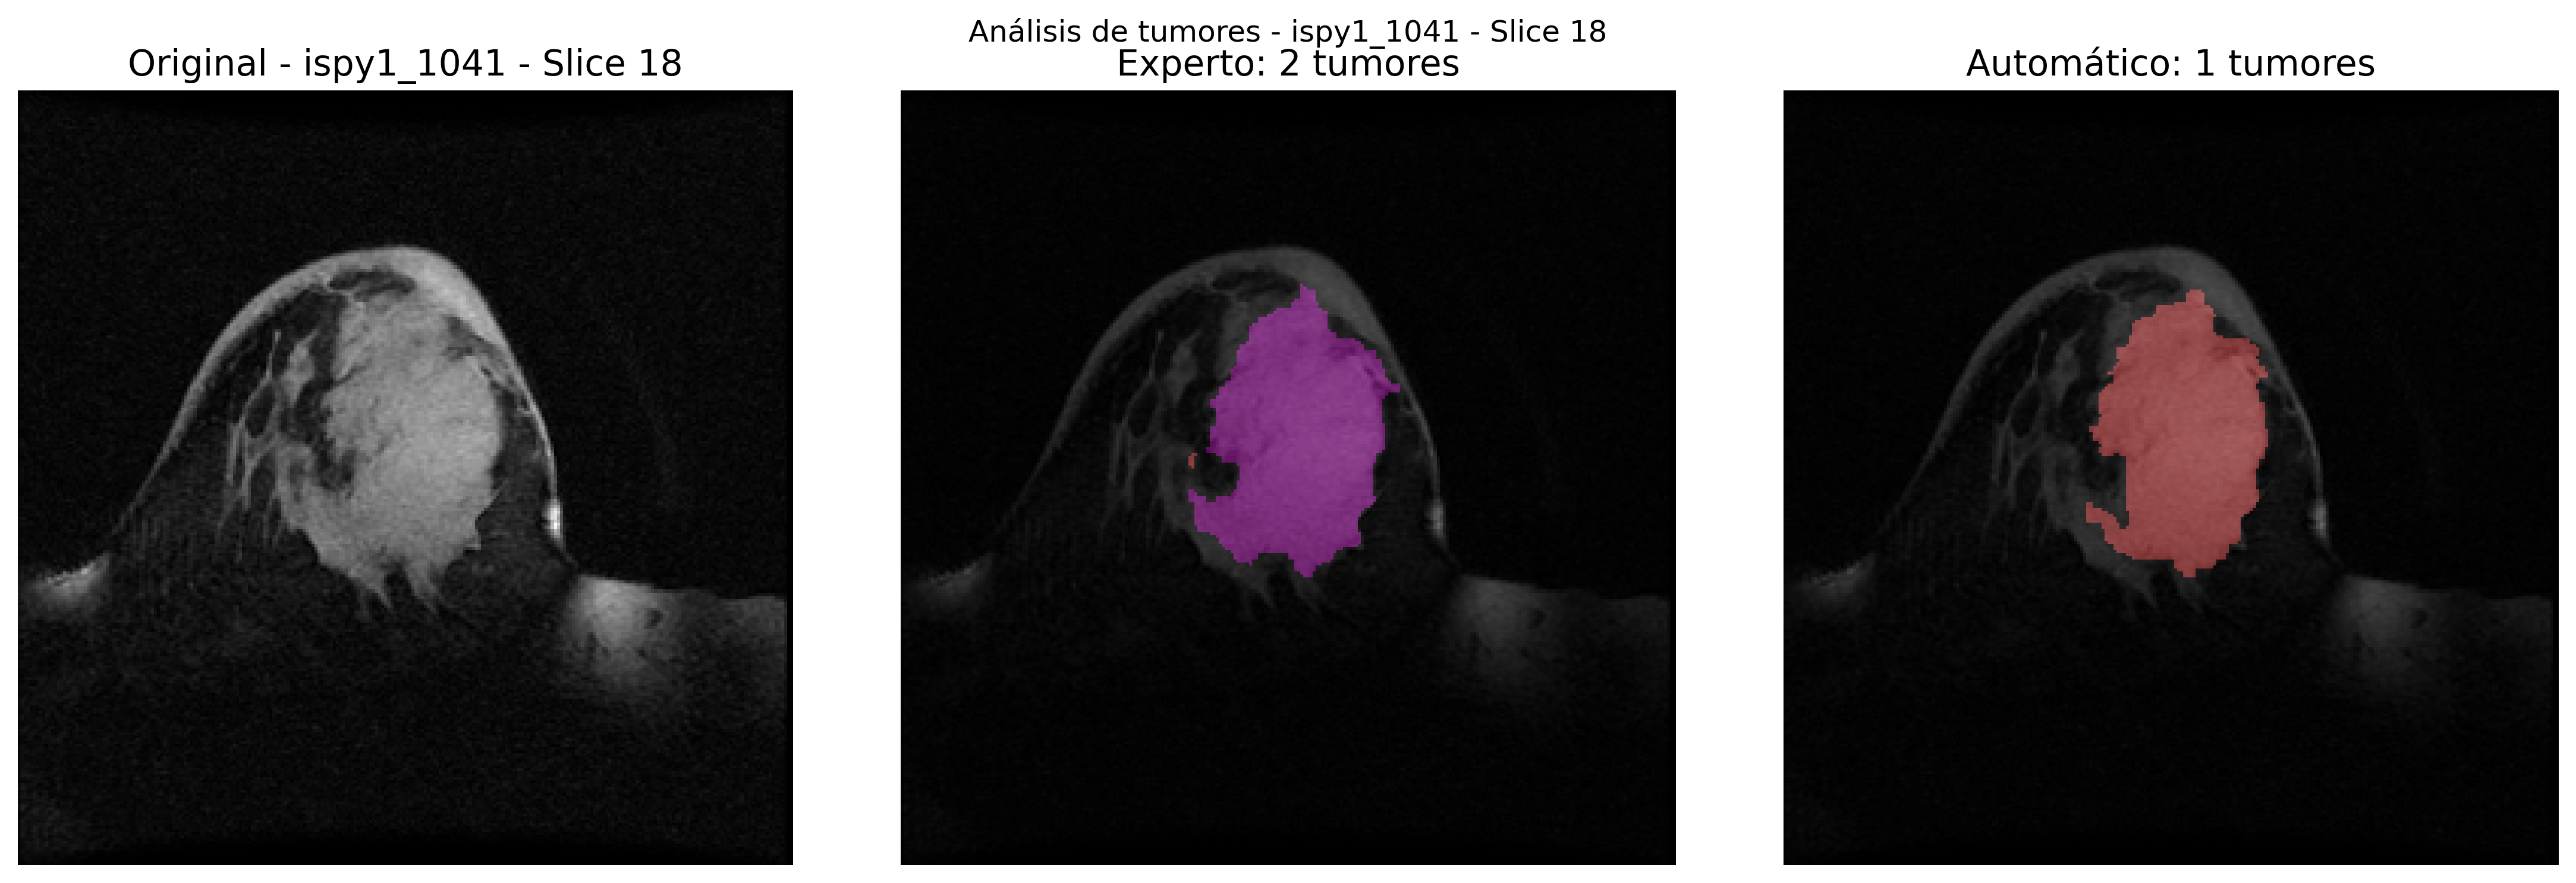 Análisis de tumores - ispy1_1041 - Slice 18
Original - ispy1_1041 - Slice 18
Experto: 2 tumores
Automático: 1 tumores